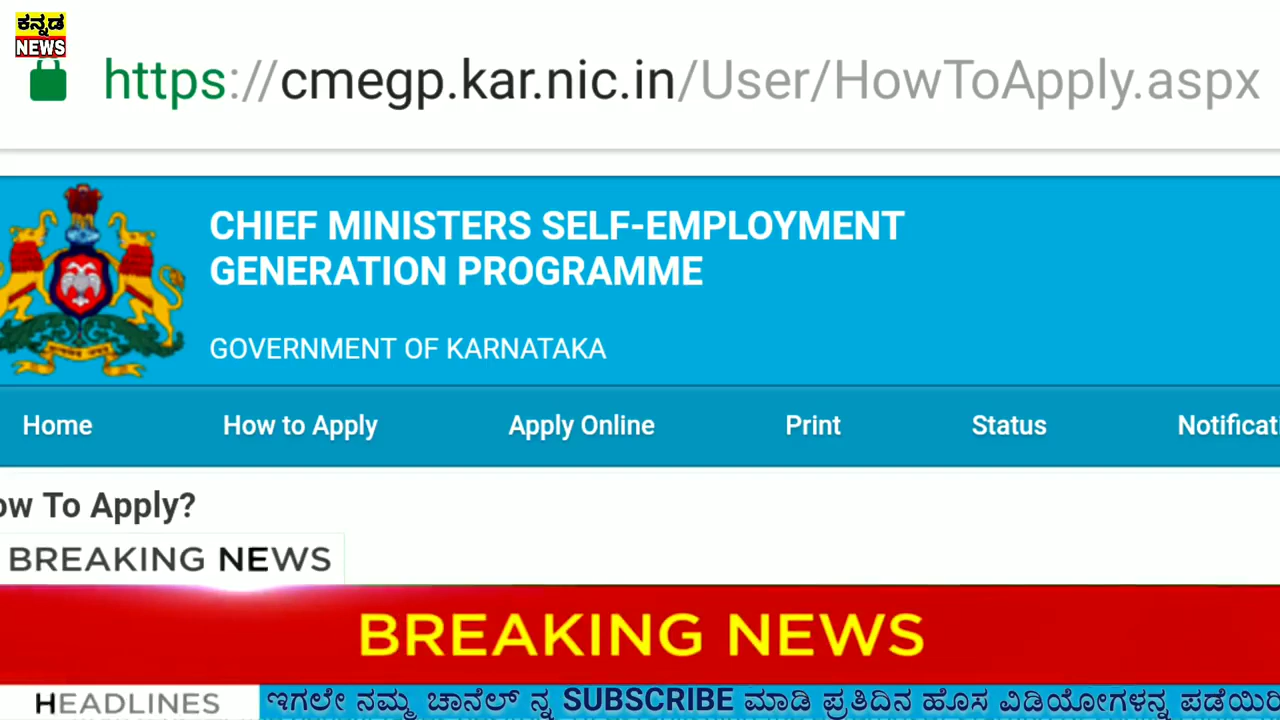 ಕನ್ನಡ
NEWS
https://cmegp.kar.nic.in/User/HowToApply.aspx
CHIEF MINISTERS SELF-EMPLOYMENT
GENERATION PROGRAMME
GOVERNMENT OF KARNATAKA
Home How to Apply Apply Online Print Status Notificat
ow To Apply?
BREAKING NEWS
BREAKING NEWS
HEADLINES ಇಗಲೇ ನಮ್ಮ ಚಾನೆಲ್ ನ್ನ SUBSCRIBE ಮಾಡಿ ಪ್ರತಿದಿನ ಹೊಸ ವಿಡಿಯೋಗಳನ್ನ ಪಡೆಯಿರಿ